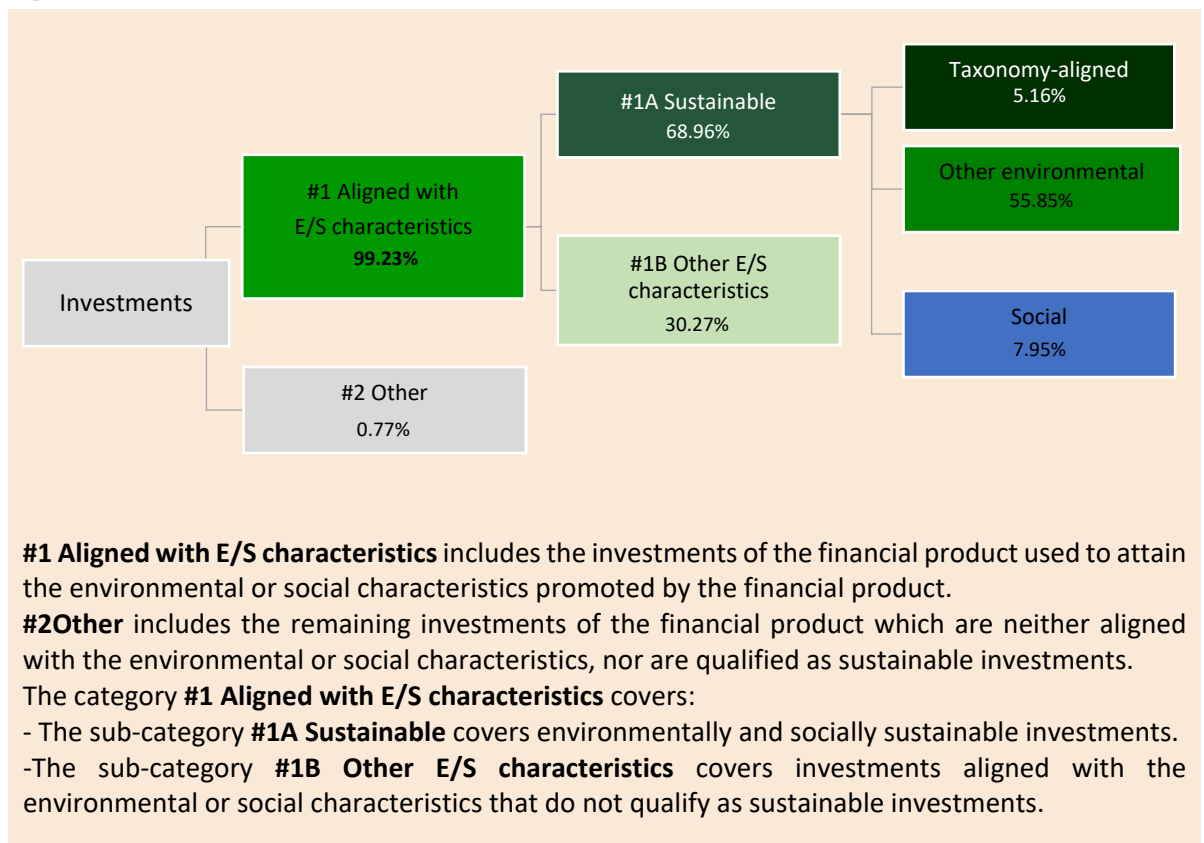 Investments
#1 Aligned with
E/S characteristics
99.23%
#2 Other
0.77%
#1A Sustainable
68.96%
#1B Other E/S
characteristics
30.27%
Taxonomy-aligned
5.16%
Other environmental
55.85%
Social
7.95%
#1 Aligned with E/S characteristics includes the investments of the financial product used to attain
the environmental or social characteristics promoted by the financial product.
#2Other includes the remaining investments of the financial product which are neither aligned
with the environmental or social characteristics, nor are qualified as sustainable investments.
The category #1 Aligned with E/S characteristics covers:
- The sub-category #1A Sustainable covers environmentally and socially sustainable investments.
-The sub-category #1B Other E/S characteristics covers investments aligned with the
environmental or social characteristics that do not qualify as sustainable investments.